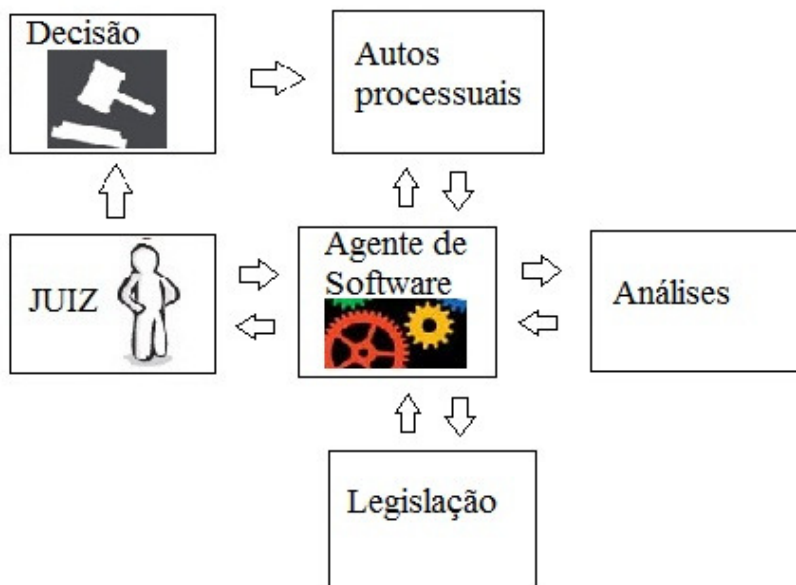 Decisão
Autos
processuais
JUIZ
Agente de
Software
Análises
Legislação